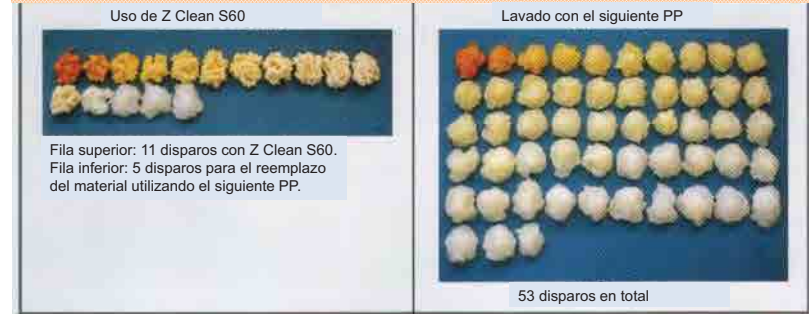 Uso de Z Clean S60
Fila superior: 11 disparos con Z Clean S60.
Fila inferior: 5 disparos para el reemplazo
del material utilizando el siguiente PP.
Lavado con el siguiente PP
53 disparos en total